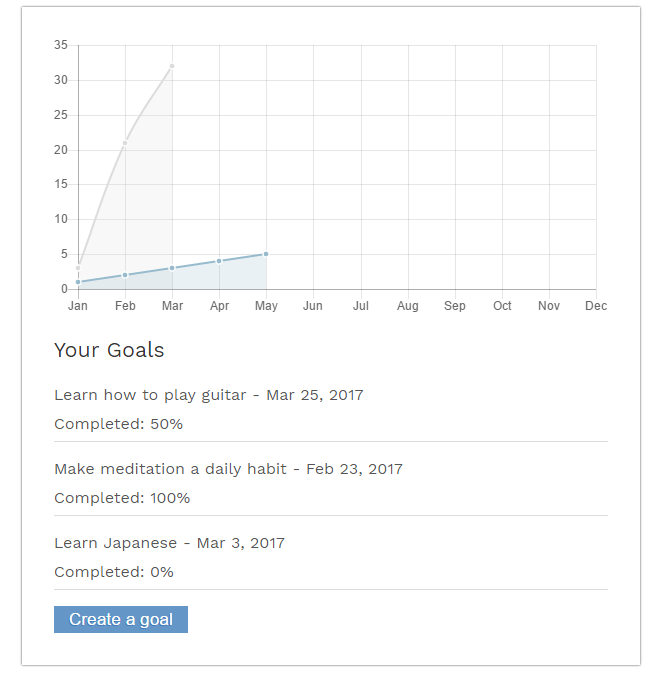 35
30
25
20
15
10
5
0
Jan Feb Mar Apr May Jun Jul Aug Sep Oct Nov Dec
Your Goals
Learn how to play guitar - Mar 25, 2017
Completed: 50%
Make meditation a daily habit - Feb 23, 2017
Completed: 100%
Learn Japanese - Mar 3, 2017
Completed: 0%
Create a goal